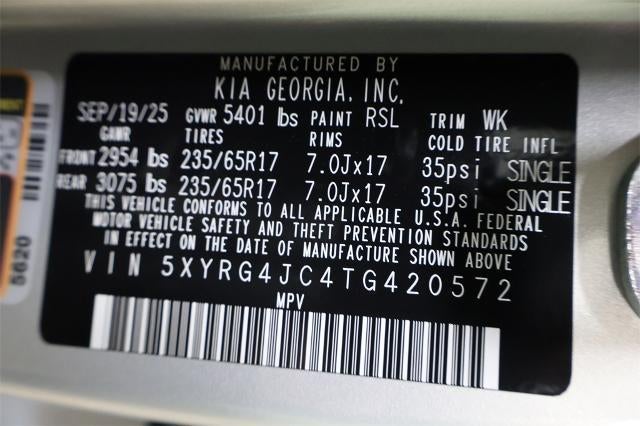 MANUFACTURED BY
KIA GEORGIA, INC.
SEP/19/25 GVWR 5401 lbs PAINT RSL TRIM WK
GAWR TIRES RIMS COLD TIRE INFL
FRONT 2954 lbs 235/65R17 7.0Jx17 35psi SINGLE
REAR 3075 lbs 235/65R17 7.0Jx17 35psi SINGLE
THIS VEHICLE CONFORMS TO ALL APPLICABLE U.S.A. FEDERAL
MOTOR VEHICLE SAFETY AND THEFT PREVENTION STANDARDS
IN EFFECT ON THE DATE OF MANUFACTURE SHOWN ABOVE
VIN 5XYRG4JC4TG420572
MPV
5620